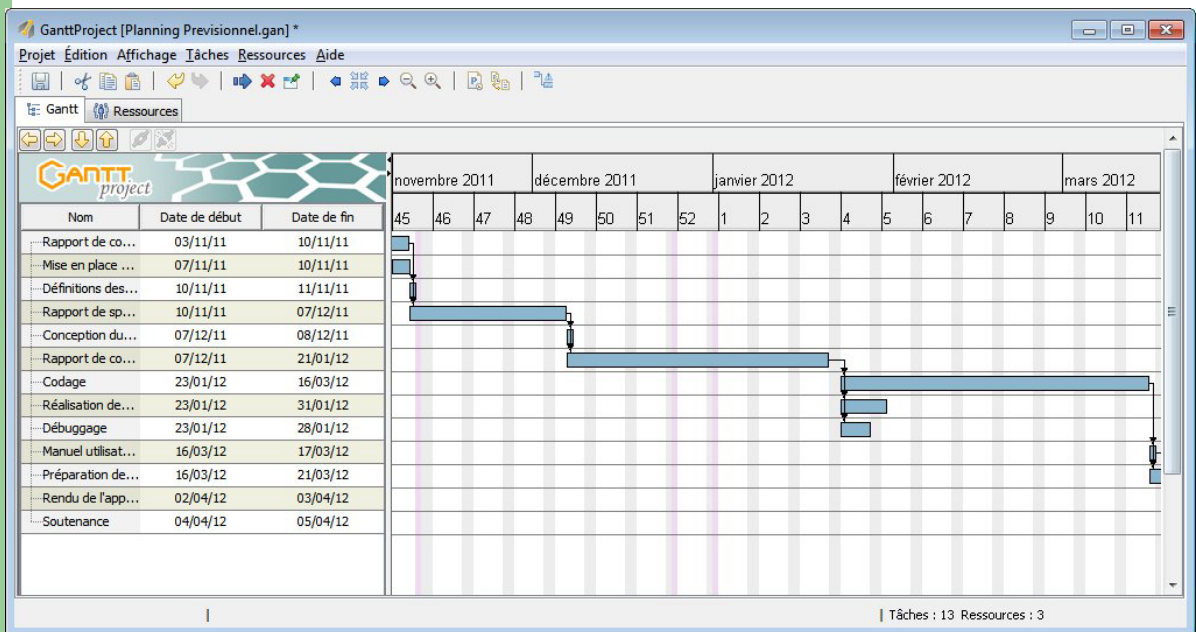 GanttProject [Planning Previsionnel.gan] *
Projet Édition Affichage Tâches Ressources Aide
Gantt Ressources
GANTT project
novembre 2011 décembre 2011 janvier 2012 février 2012 mars 2012
Nom Date de début Date de fin 45 46 47 48 49 50 51 52 1 2 3 4 5 6 7 8 9 10 11
Rapport de co... 03/11/11 10/11/11
Mise en place ... 07/11/11 10/11/11
Définitions des... 10/11/11 11/11/11
Rapport de sp... 10/11/11 07/12/11
Conception du... 07/12/11 08/12/11
Rapport de co... 07/12/11 21/01/12
Codage 23/01/12 16/03/12
Réalisation de... 23/01/12 31/01/12
Débuggage 23/01/12 28/01/12
Manuel utilisat... 16/03/12 17/03/12
Préparation de... 16/03/12 21/03/12
Rendu de l'app... 02/04/12 03/04/12
Soutenance 04/04/12 05/04/12
Tâches : 13 Ressources : 3